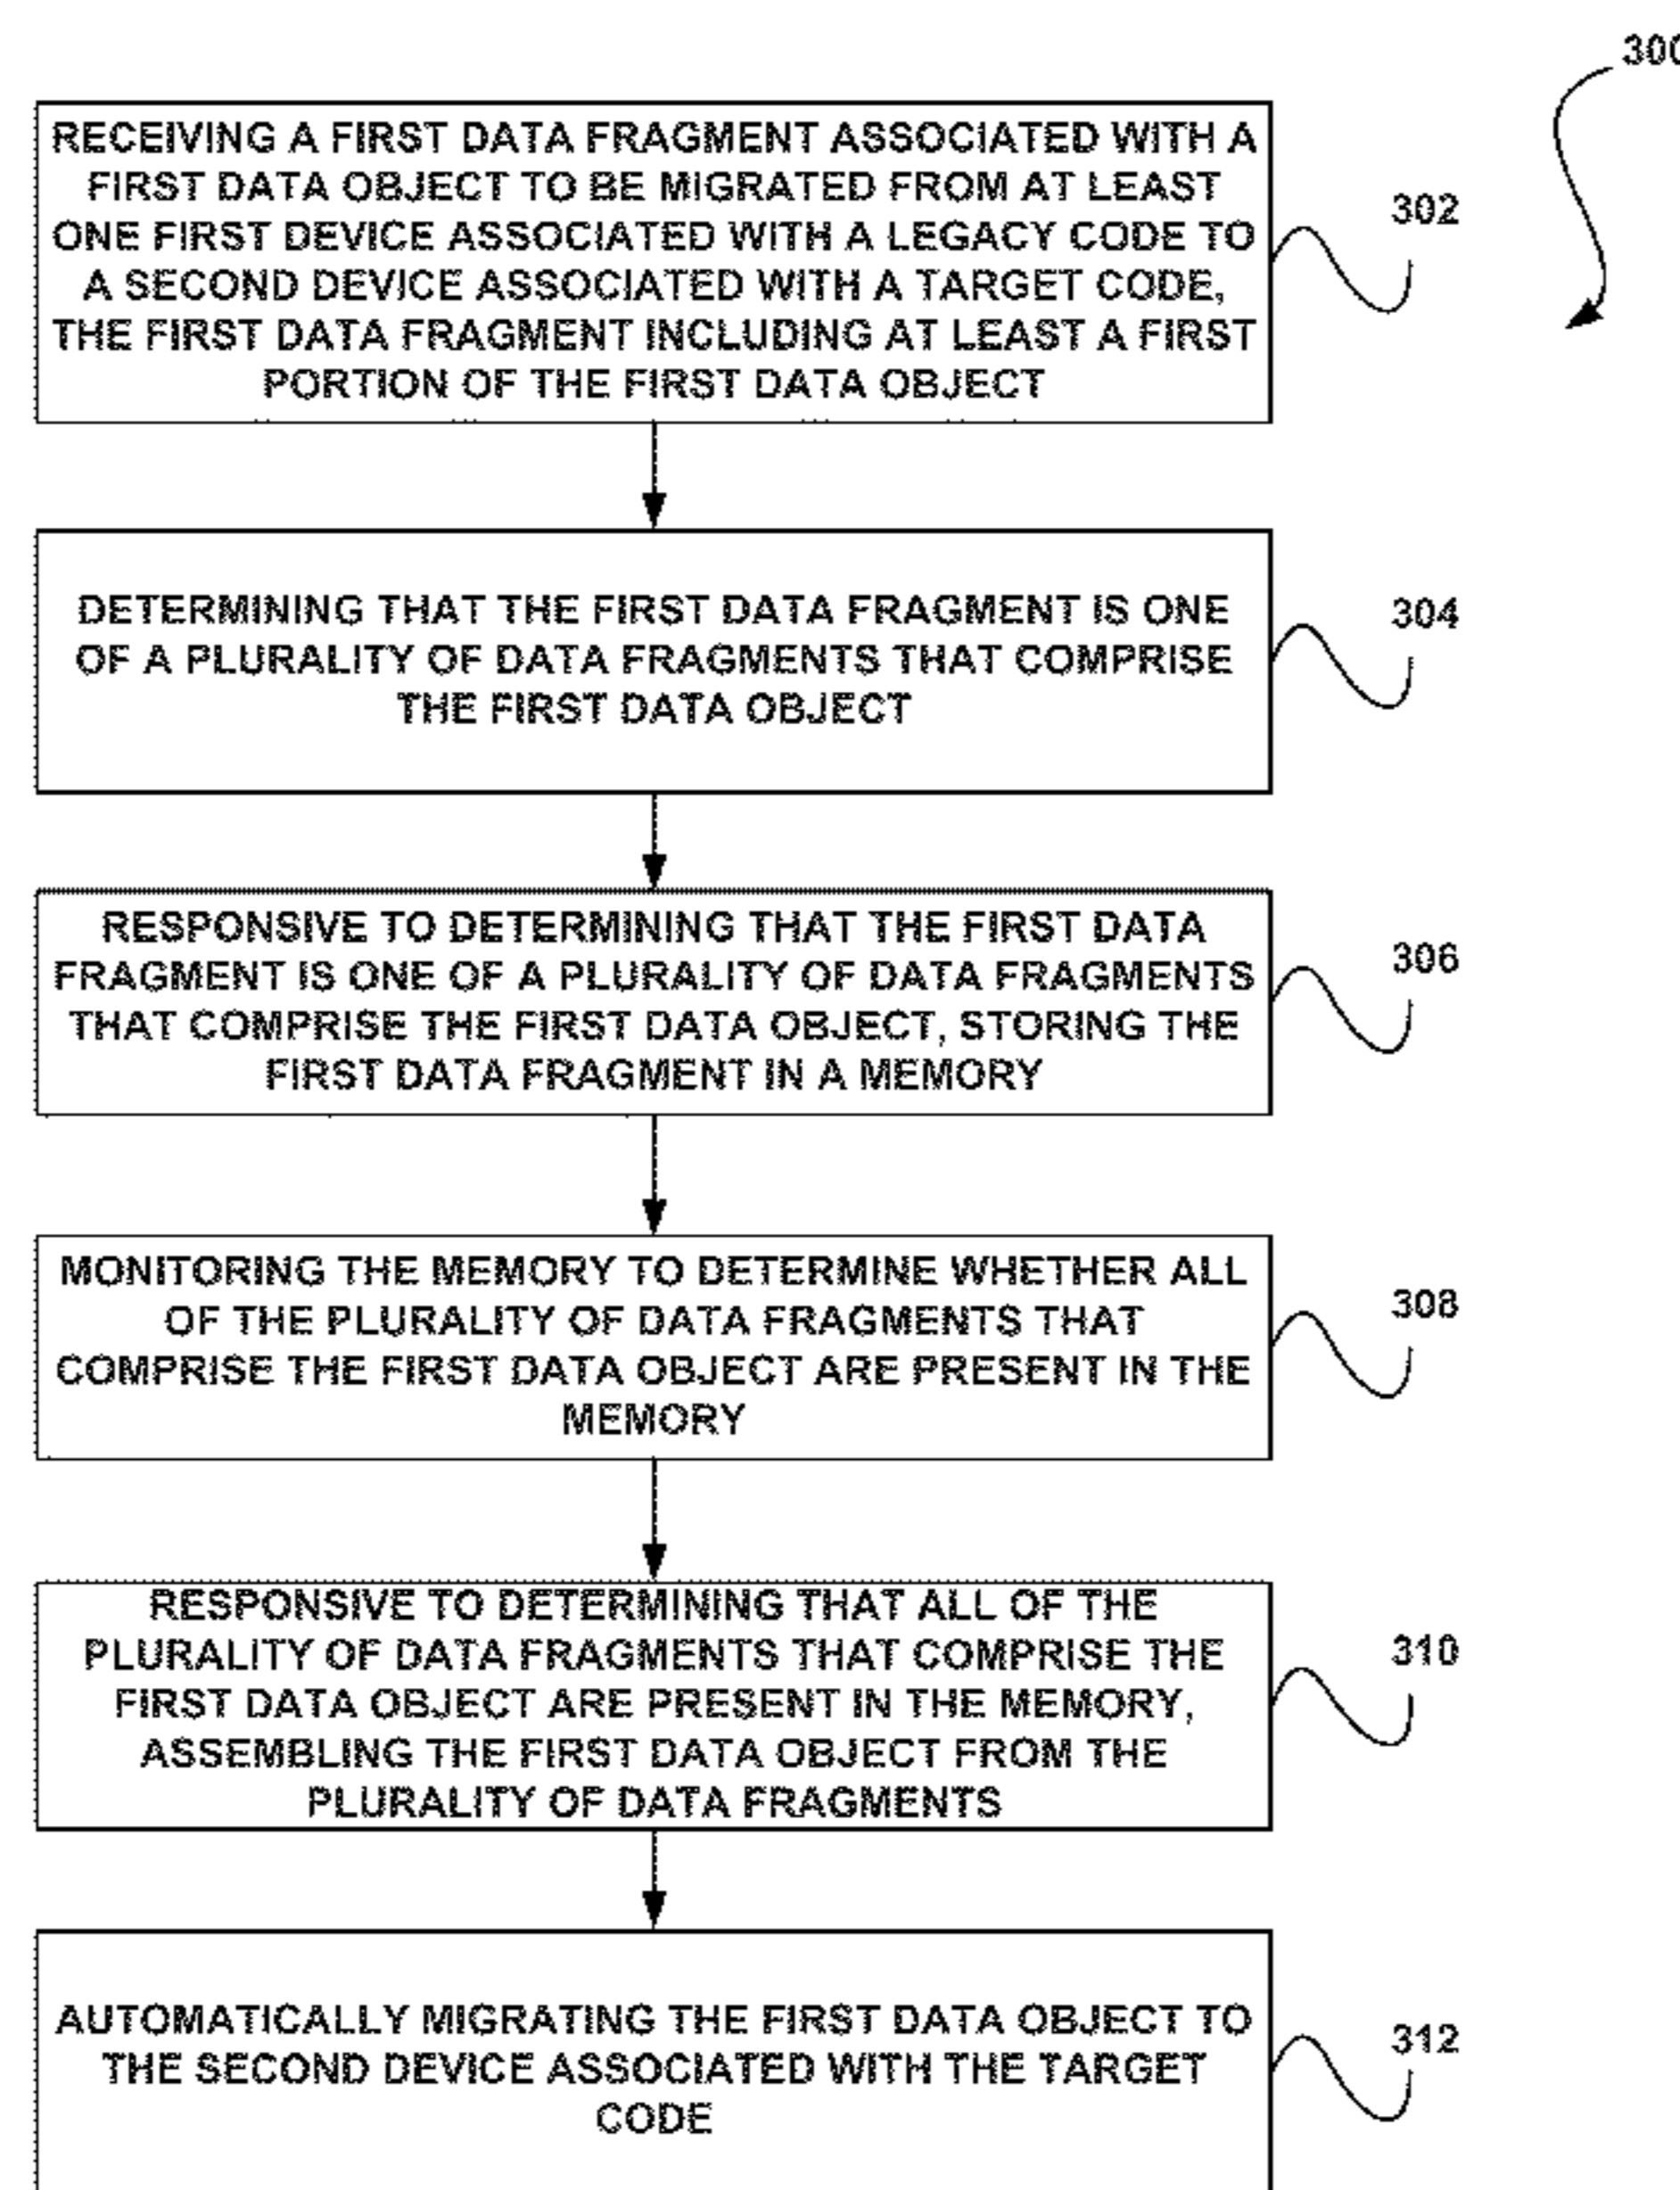 300
RECEIVING A FIRST DATA FRAGMENT ASSOCIATED WITH A
FIRST DATA OBJECT TO BE MIGRATED FROM AT LEAST
ONE FIRST DEVICE ASSOCIATED WITH A LEGACY CODE TO
A SECOND DEVICE ASSOCIATED WITH A TARGET CODE,
THE FIRST DATA FRAGMENT INCLUDING AT LEAST A FIRST
PORTION OF THE FIRST DATA OBJECT
302
DETERMINING THAT THE FIRST DATA FRAGMENT IS ONE
OF A PLURALITY OF DATA FRAGMENTS THAT COMPRISE
THE FIRST DATA OBJECT
304
RESPONSIVE TO DETERMINING THAT THE FIRST DATA
FRAGMENT IS ONE OF A PLURALITY OF DATA FRAGMENTS
THAT COMPRISE THE FIRST DATA OBJECT, STORING THE
FIRST DATA FRAGMENT IN A MEMORY
306
MONITORING THE MEMORY TO DETERMINE WHETHER ALL
OF THE PLURALITY OF DATA FRAGMENTS THAT
COMPRISE THE FIRST DATA OBJECT ARE PRESENT IN THE
MEMORY
308
RESPONSIVE TO DETERMINING THAT ALL OF THE
PLURALITY OF DATA FRAGMENTS THAT COMPRISE THE
FIRST DATA OBJECT ARE PRESENT IN THE MEMORY,
ASSEMBLING THE FIRST DATA OBJECT FROM THE
PLURALITY OF DATA FRAGMENTS
310
AUTOMATICALLY MIGRATING THE FIRST DATA OBJECT TO
THE SECOND DEVICE ASSOCIATED WITH THE TARGET
CODE
312